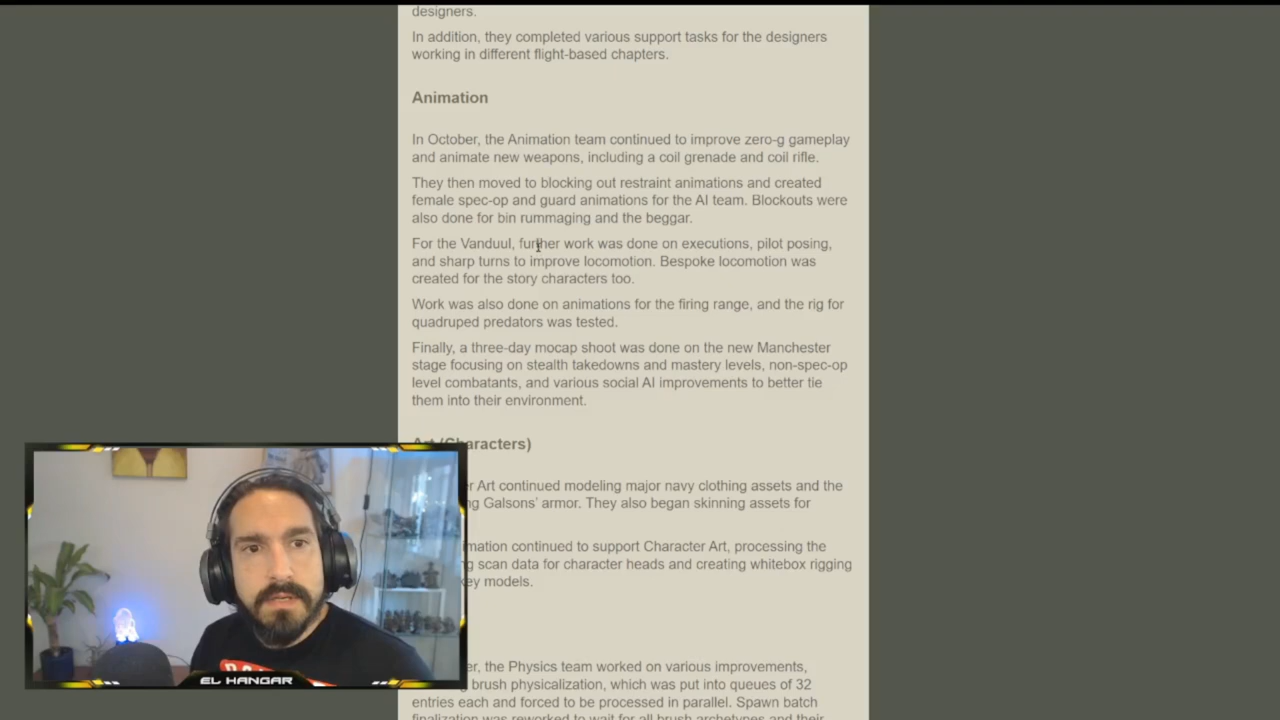 designers.
In addition, they completed various support tasks for the designers
working in different flight-based chapters.
Animation
In October, the Animation team continued to improve zero-g gameplay
and animate new weapons, including a coil grenade and coil rifle.
They then moved to blocking out restraint animations and created
female spec-op and guard animations for the AI team. Blockouts were
also done for bin rummaging and the beggar.
For the Vanduul, further work was done on executions, pilot posing,
and sharp turns to improve locomotion. Bespoke locomotion was
created for the story characters too.
Work was also done on animations for the firing range, and the rig for
quadruped predators was tested.
Finally, a three-day mocap shoot was done on the new Manchester
stage focusing on stealth takedowns and mastery levels, non-spec-op
level combatants, and various social AI improvements to better tie
them into their environment.
Art (Characters)
Art continued modeling major navy clothing assets and the
Galsons' armor. They also began skinning assets for
continued to support Character Art, processing the
scan data for character heads and creating whitebox rigging
key models.
the Physics team worked on various improvements,
brush physicalization, which was put into queues of 32
entries each and forced to be processed in parallel. Spawn batch
finalization was reworked to wait for all brush archetypes and their
EL HANGAR